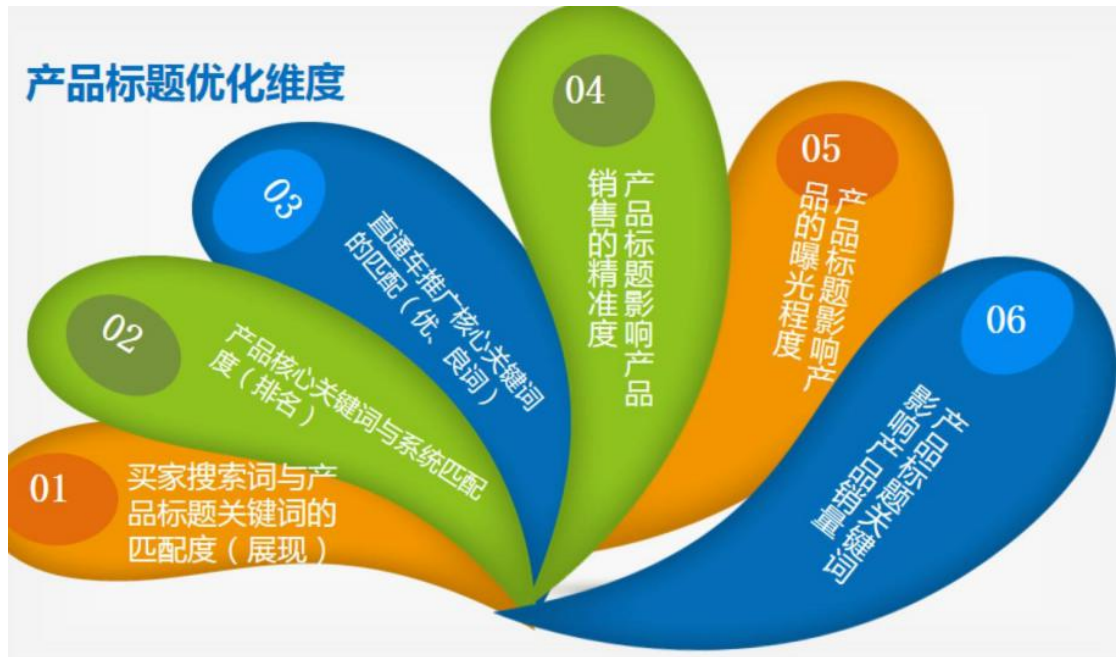 产品标题优化维度
01
买家搜索词与产
品标题关键词的
匹配度（展现）
02
产品核心关键词与系统匹配
度（排名）
03
直通车推广核心关键词
的匹配（优、良词）
04
产品标题影响产品
销售的精准度
05
产品标题影响产
品的曝光程度
06
产品标题关键词
影响产品销量